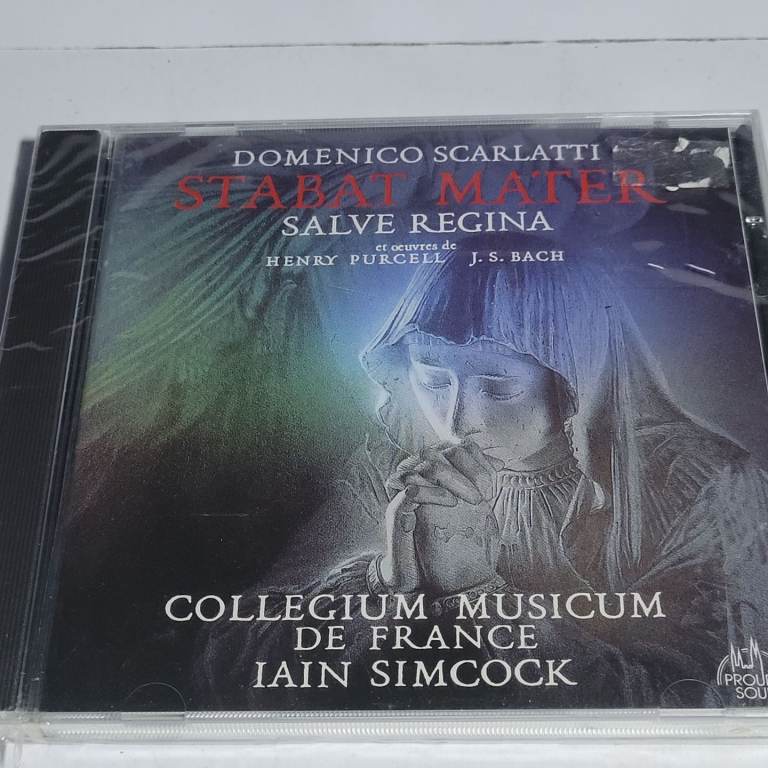 DOMENICO SCARLATTI
STABAT MATER
SALVE REGINA
et oeuvres de
HENRY PURCELL J. S. BACH
COLLEGIUM MUSICUM
DE FRANCE
IAIN SIMCOCK